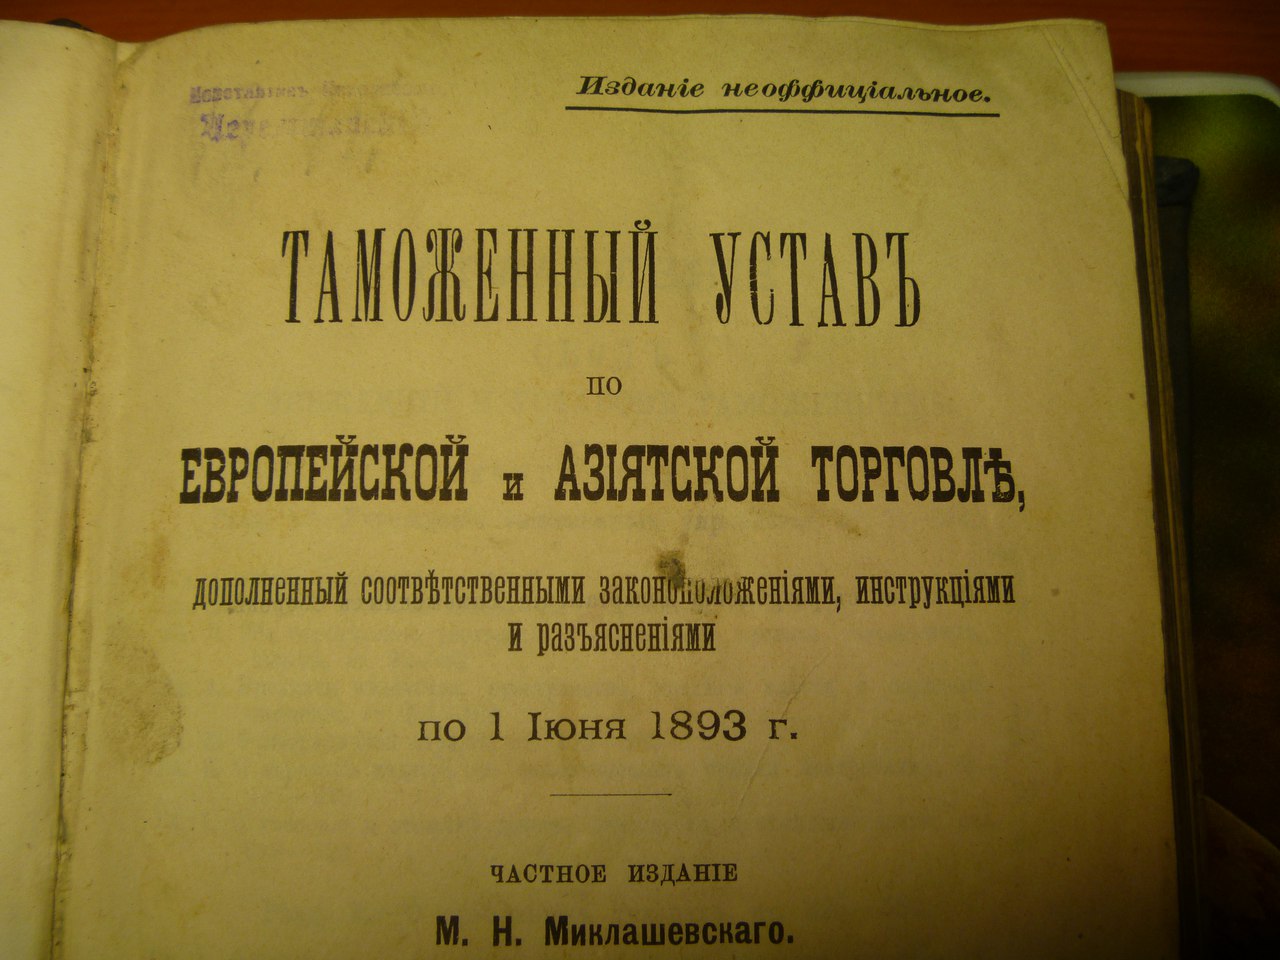 Изданіе неоффиціальное.
ТАМОЖЕННЫЙ УСТАВЪ
ПО
ЕВРОПЕЙСКОЙ и АЗІЯТСКОЙ ТОРГОВЛѢ,
ДОПОЛНЕННЫЙ СООТВѢТСТВЕННЫМИ ЗАКОНОПОЛОЖЕНІЯМИ, ИНСТРУКЦІЯМИ
И РАЗЪЯСНЕНІЯМИ
по 1 Іюня 1893 г.
ЧАСТНОЕ ИЗДАНІЕ
М. Н. Миклашевскаго.